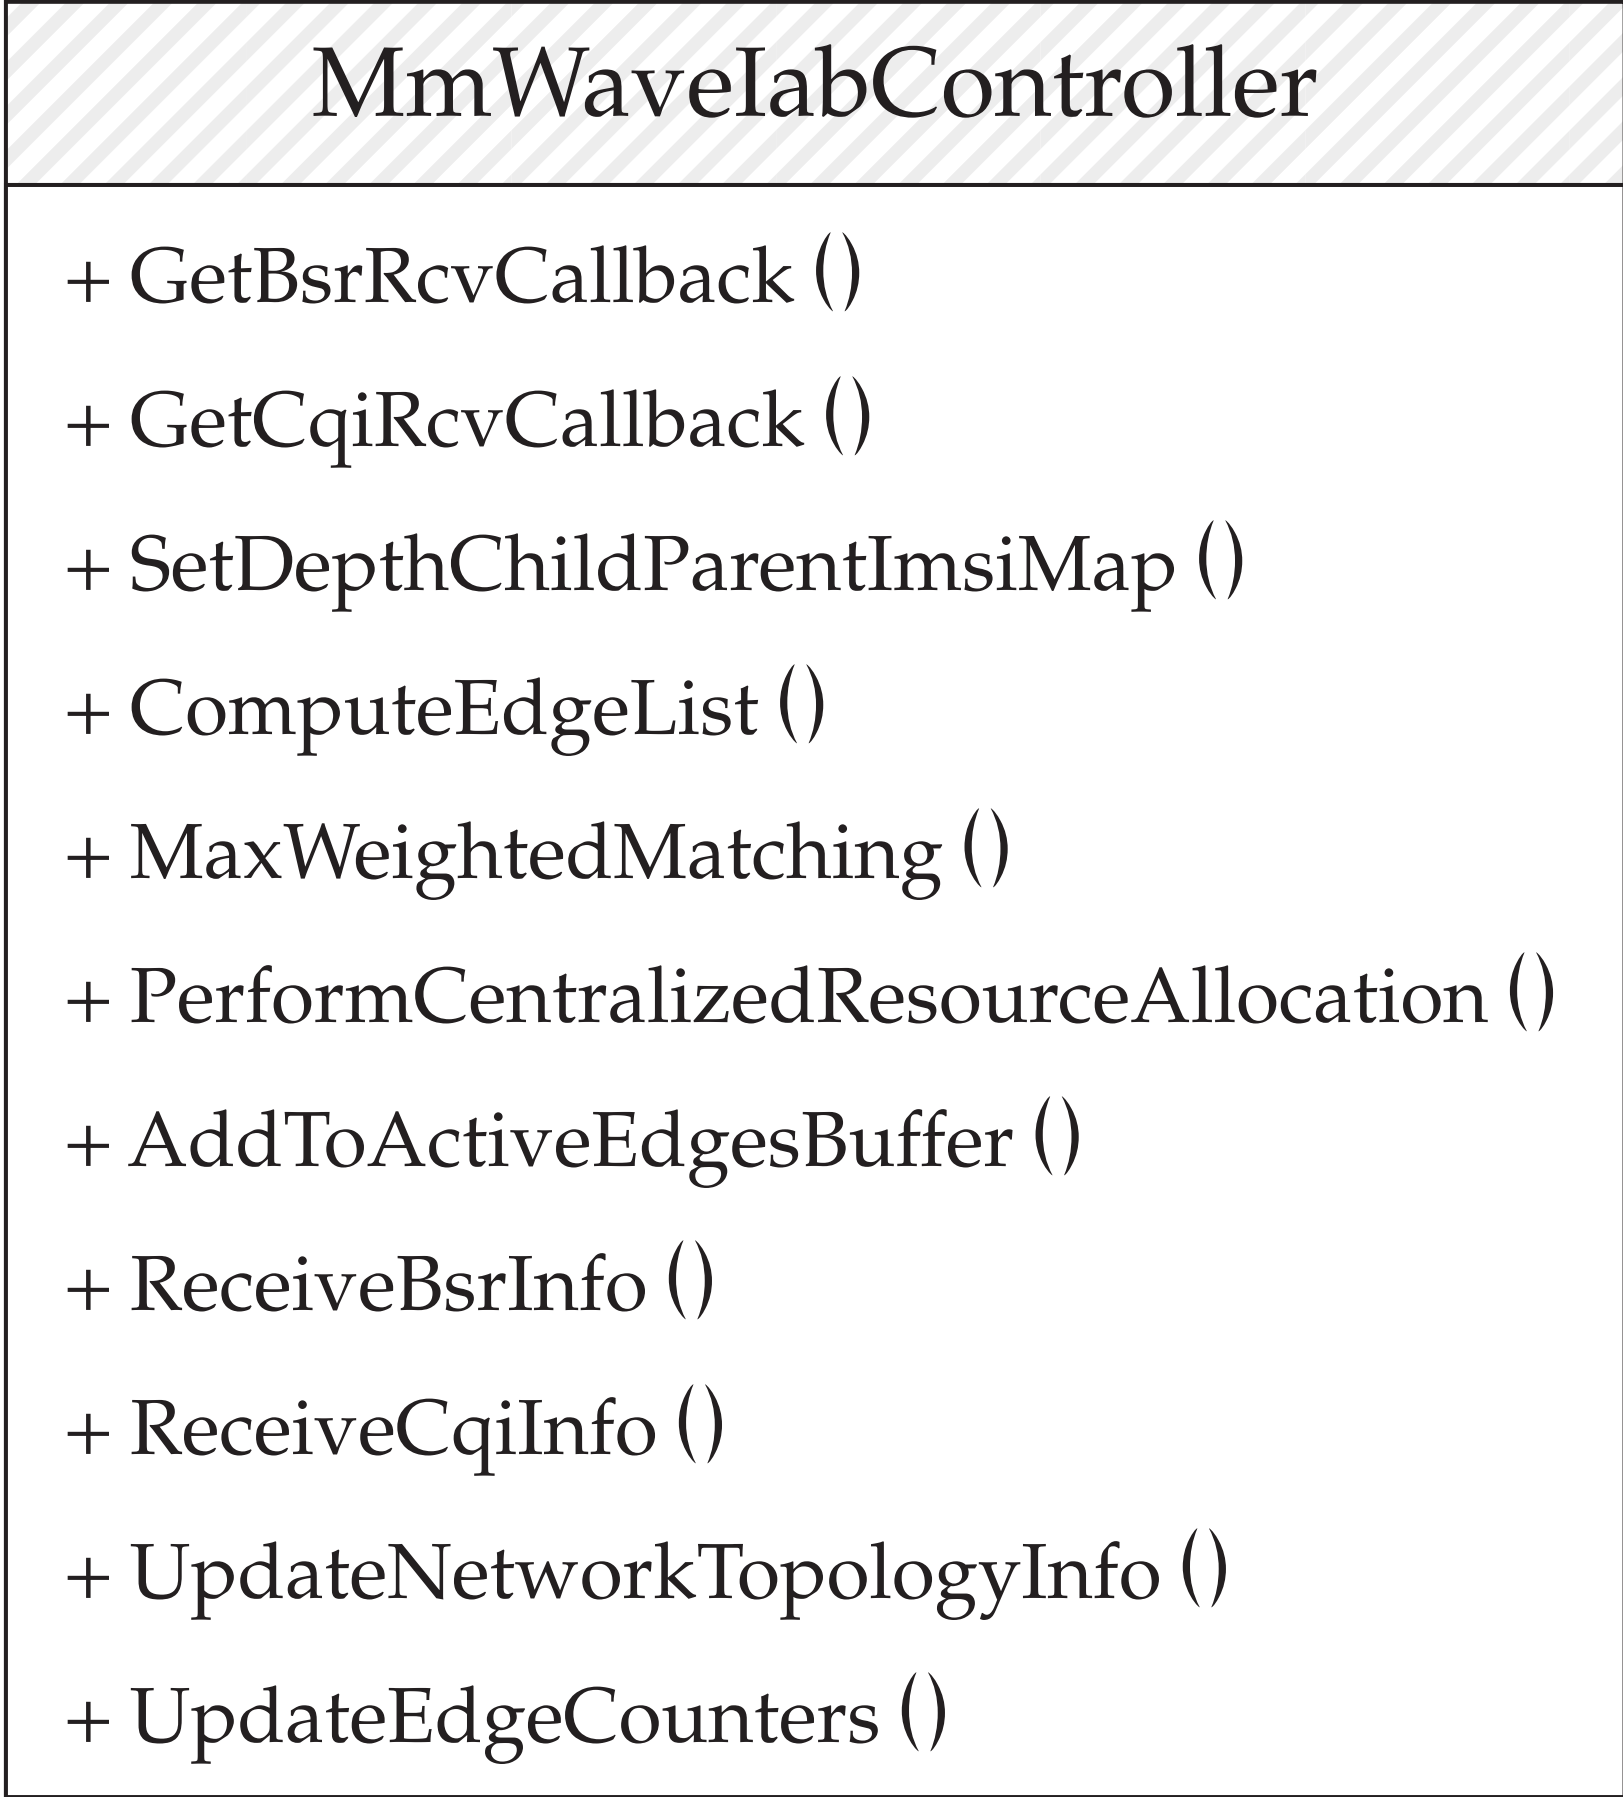 MmWaveIabController
+ GetBsrRcvCallback ()
+ GetCqiRcvCallback ()
+ SetDepthChildParentImsiMap ()
+ ComputeEdgeList ()
+ MaxWeightedMatching ()
+ PerformCentralizedResourceAllocation ()
+ AddToActiveEdgesBuffer ()
+ ReceiveBsrInfo ()
+ ReceiveCqiInfo ()
+ UpdateNetworkTopologyInfo ()
+ UpdateEdgeCounters ()